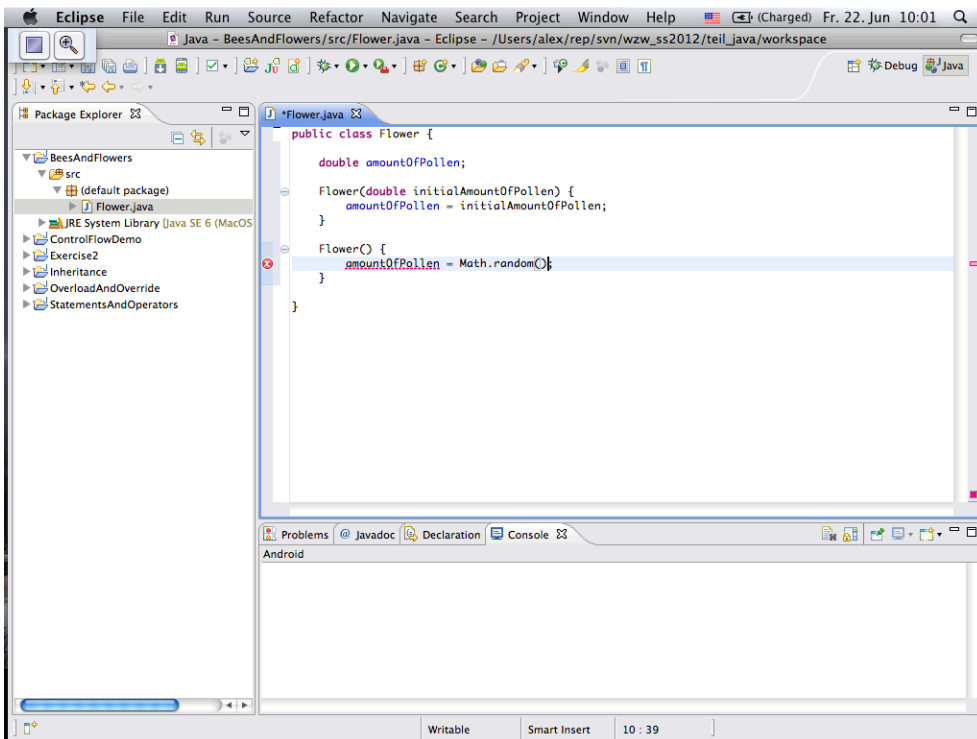 Eclipse File Edit Run Source Refactor Navigate Search Project Window Help (Charged) Fr. 22. Jun 10:01
Java – BeesAndFlowers/src/Flower.java – Eclipse – /Users/alex/rep/svn/wzw_ss2012/teil_java/workspace
Debug Java
Package Explorer
BeesAndFlowers
src
(default package)
Flower.java
JRE System Library [Java SE 6 (MacOS
ControlFlowDemo
Exercise2
Inheritance
OverloadAndOverride
StatementsAndOperators
*Flower.java
public class Flower {
double amountOfPollen;
Flower(double initialAmountOfPollen) {
amountOfPollen = initialAmountOfPollen;
}
Flower() {
amountOfPollen = Math.random();
}
}
Problems @ Javadoc Declaration Console
Android
Writable Smart Insert 10 : 39